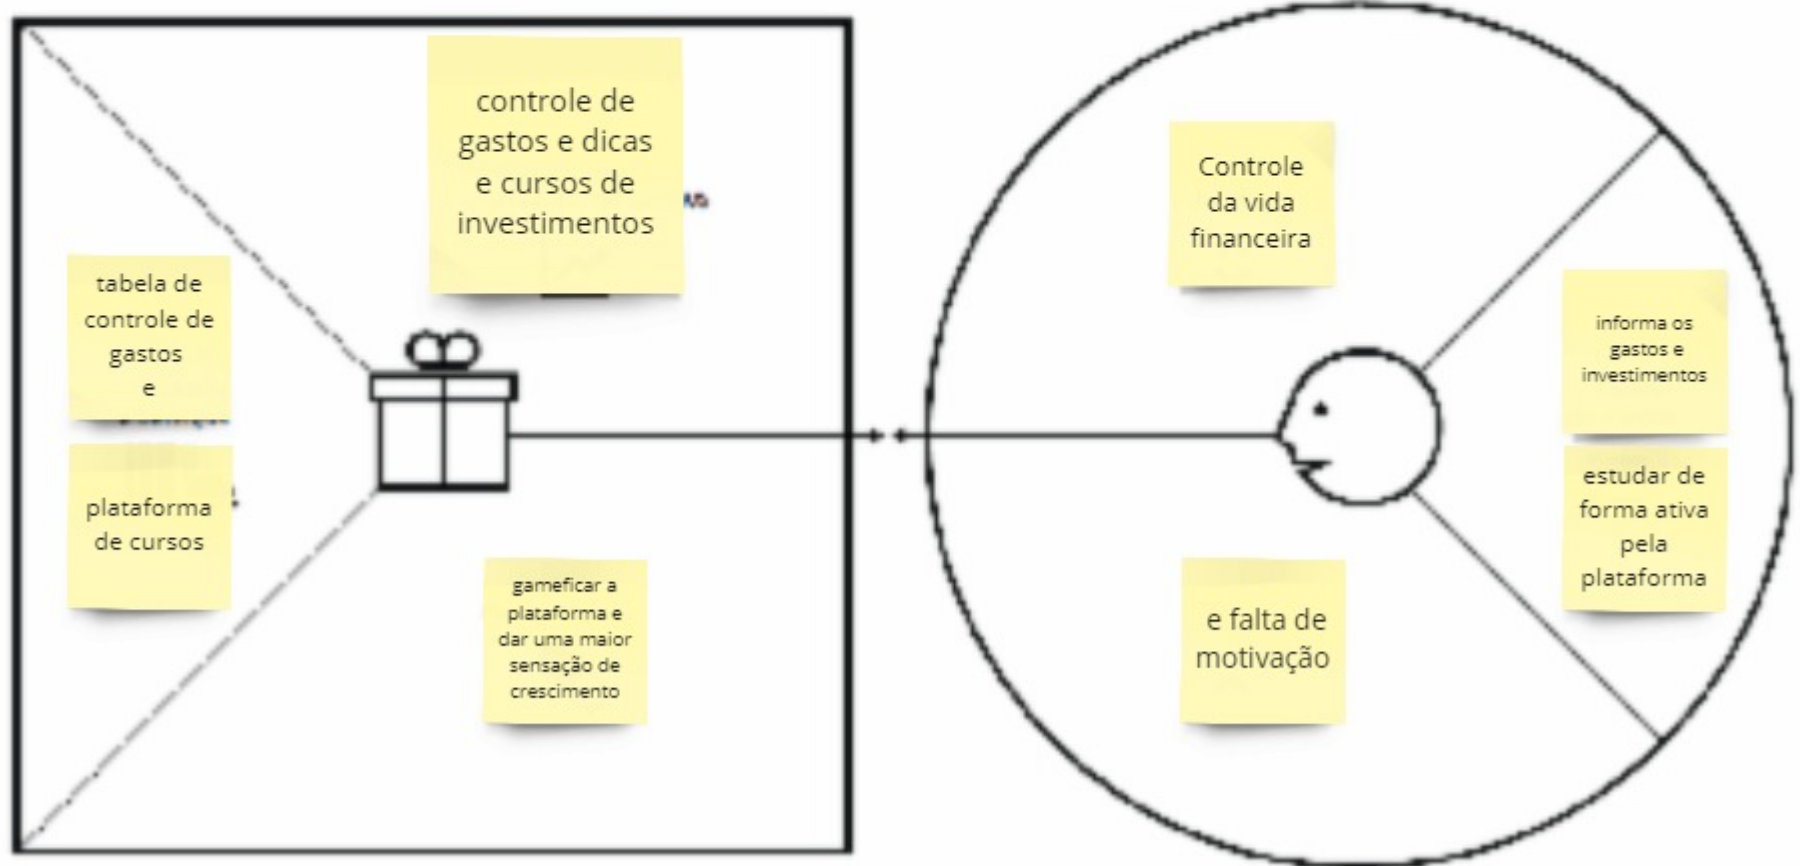 controle de
gastos e dicas
e cursos de
investimentos
tabela de
controle de
gastos
e
plataforma
de cursos
gameficar a
plataforma e
dar uma maior
sensação de
crescimento
Controle
da vida
financeira
informa os
gastos e
investimentos
estudar de
forma ativa
pela
plataforma
e falta de
motivação